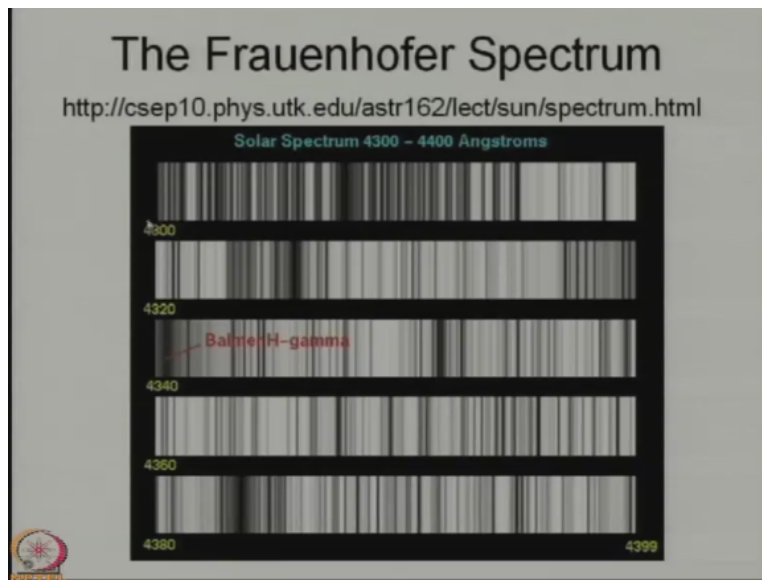 The Frauenhofer Spectrum
http://csep10.phys.utk.edu/astr162/lect/sun/spectrum.html
Solar Spectrum 4300 – 4400 Angstroms
4300
4320
Balmer H-gamma
4340
4360
4380 4399